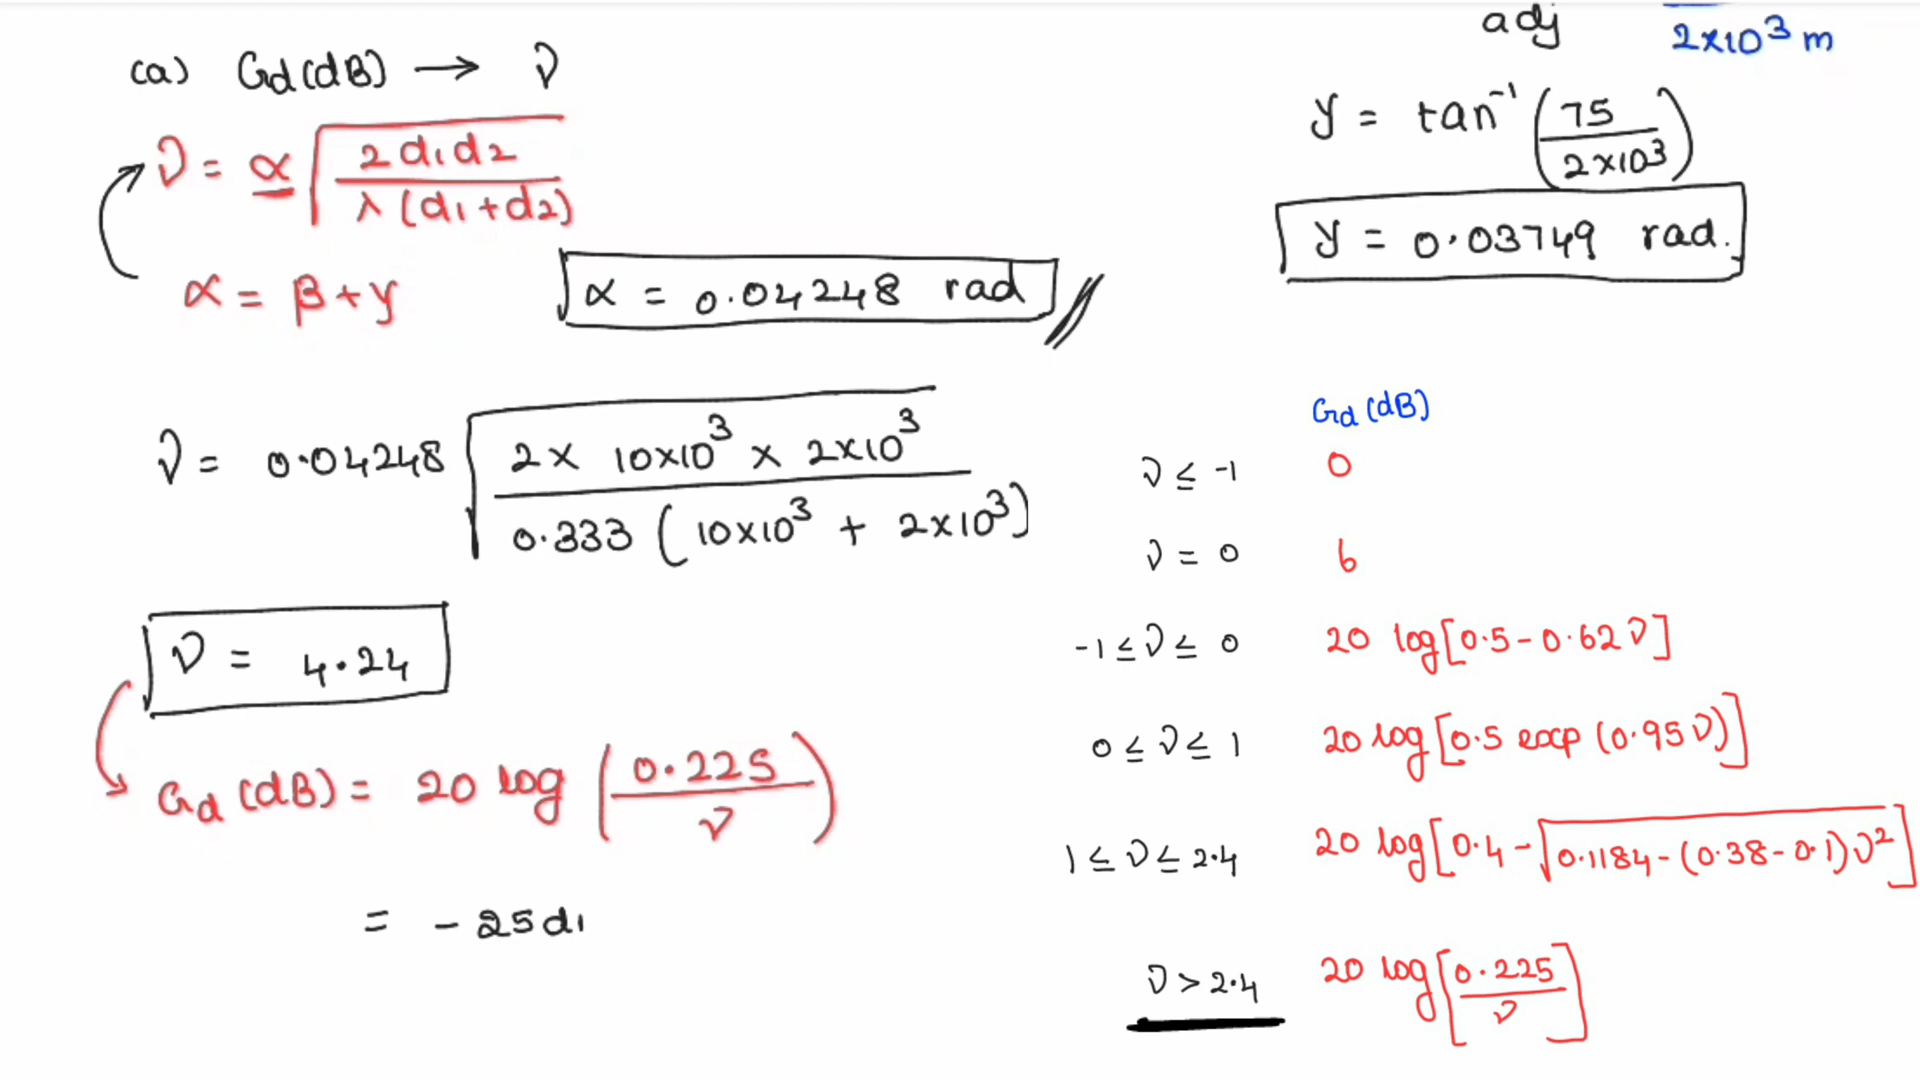 adj 2x10³ m
(a) Gd(dB) → ν
y = tan⁻¹ (75 / 2x10³)
ν = α √(2d₁d₂ / λ(d₁+d₂))
y = 0.03749 rad.
α = β + y
α = 0.04248 rad
Gd(dB)
ν = 0.04248 √(2 x 10x10³ x 2x10³ / 0.333 (10x10³ + 2x10³))
ν ≤ -1 0
ν = 0 6
-1 ≤ ν ≤ 0 20 log[0.5-0.62ν]
ν = 4.24
0 ≤ ν ≤ 1 20 log[0.5 exp(0.95ν)]
Gd(dB) = 20 log (0.225 / ν)
1 ≤ ν ≤ 2.4 20 log[0.4-√(0.1184-(0.38-0.1)ν²)]
= -25dı
ν > 2.4 20 log[0.225 / ν]